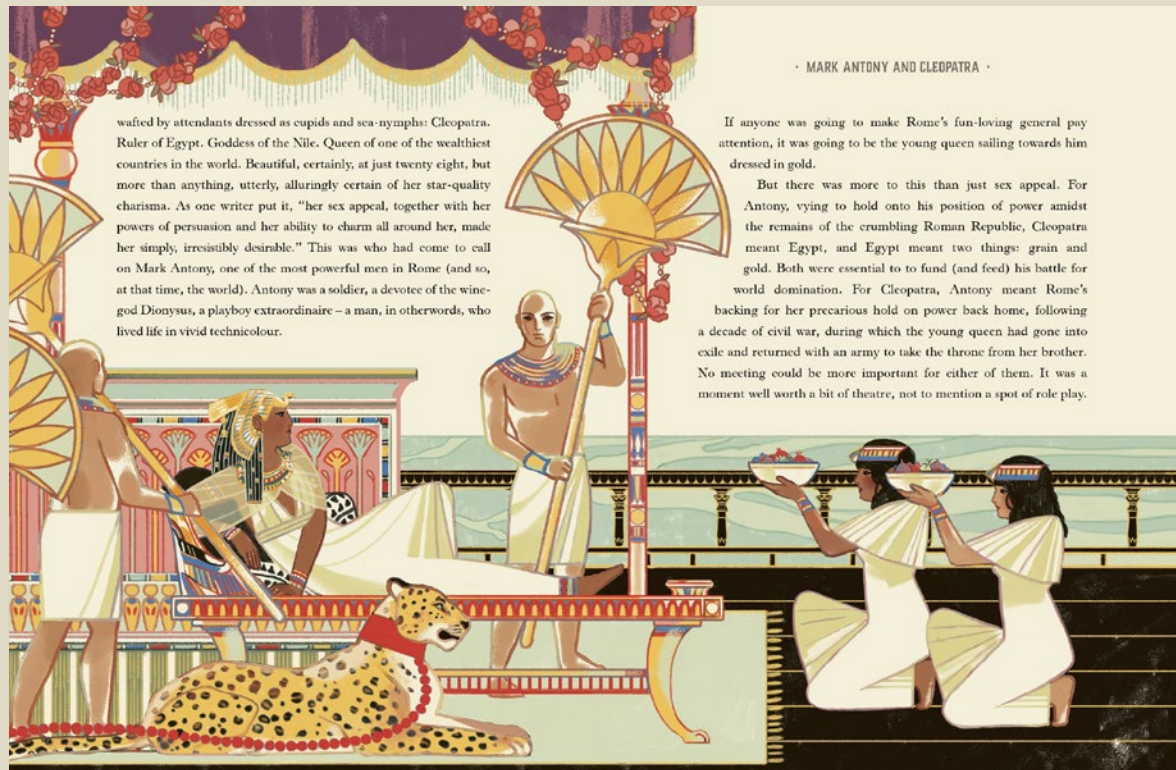 wafted by attendants dressed as cupids and sea-nymphs: Cleopatra.
Ruler of Egypt. Goddess of the Nile. Queen of one of the wealthiest
countries in the world. Beautiful, certainly, at just twenty eight, but
more than anything, utterly, alluringly certain of her star-quality
charisma. As one writer put it, “her sex appeal, together with her
powers of persuasion and her ability to charm all around her, made
her simply, irresistibly desirable.” This was who had come to call
on Mark Antony, one of the most powerful men in Rome (and so,
at that time, the world). Antony was a soldier, a devotee of the wine-
god Dionysus, a playboy extraordinaire – a man, in otherwords, who
lived life in vivid technicolour.
· MARK ANTONY AND CLEOPATRA ·
If anyone was going to make Rome’s fun-loving general pay
attention, it was going to be the young queen sailing towards him
dressed in gold.
But there was more to this than just sex appeal. For
Antony, vying to hold onto his position of power amidst
the remains of the crumbling Roman Republic, Cleopatra
meant Egypt, and Egypt meant two things: grain and
gold. Both were essential to to fund (and feed) his battle for
world domination. For Cleopatra, Antony meant Rome’s
backing for her precarious hold on power back home, following
a decade of civil war, during which the young queen had gone into
exile and returned with an army to take the throne from her brother.
No meeting could be more important for either of them. It was a
moment well worth a bit of theatre, not to mention a spot of role play.